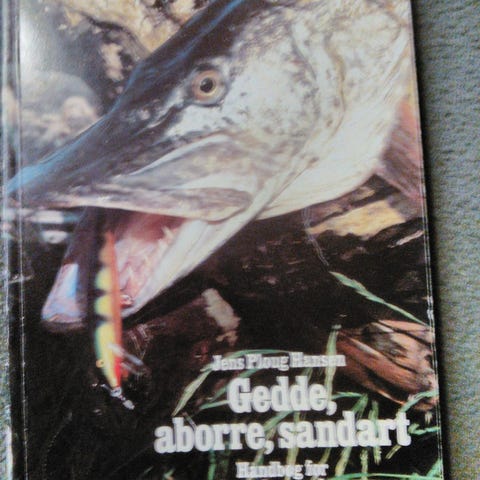 Jens Ploug Hansen
Gedde,
aborre, sandart
Håndbog for